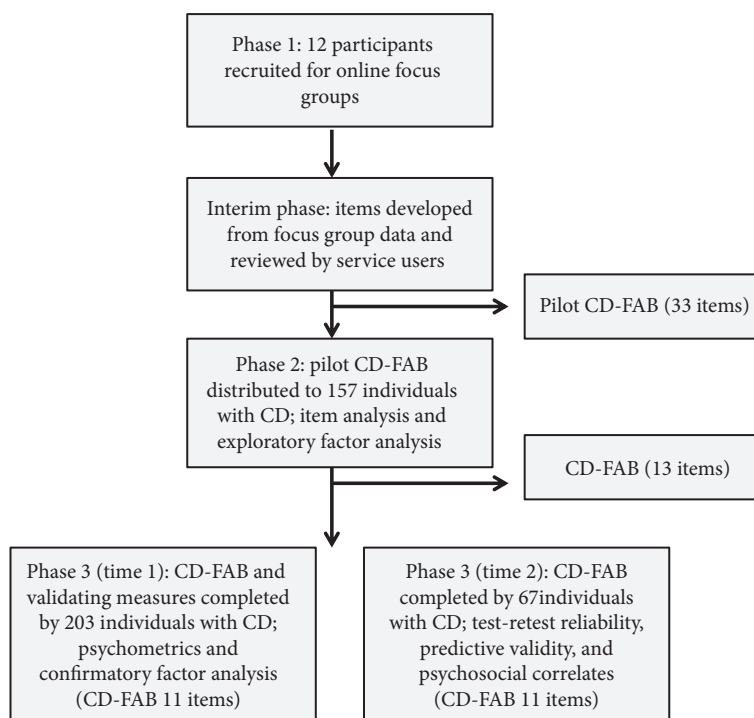 Phase 1: 12 participants
recruited for online focus
groups
Interim phase: items developed
from focus group data and
reviewed by service users
Pilot CD-FAB (33 items)
Phase 2: pilot CD-FAB
distributed to 157 individuals
with CD; item analysis and
exploratory factor analysis
CD-FAB (13 items)
Phase 3 (time 1): CD-FAB and
validating measures completed
by 203 individuals with CD;
psychometrics and
confirmatory factor analysis
(CD-FAB 11 items)
Phase 3 (time 2): CD-FAB
completed by 67individuals
with CD; test-retest reliability,
predictive validity, and
psychosocial correlates
(CD-FAB 11 items)